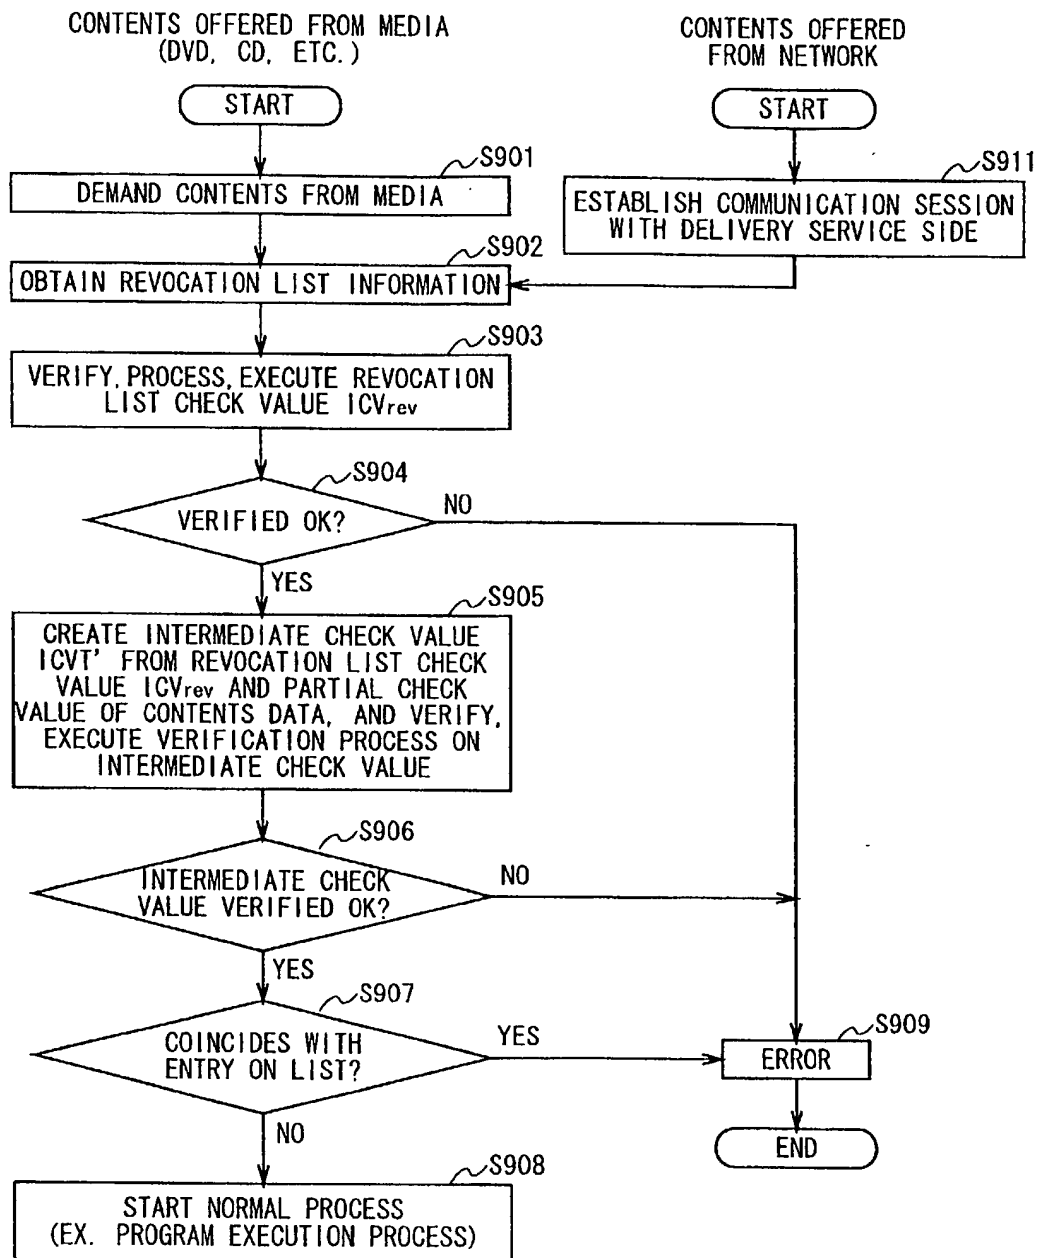 CONTENTS OFFERED FROM MEDIA
(DVD, CD, ETC.)
START
S901
DEMAND CONTENTS FROM MEDIA
S902
OBTAIN REVOCATION LIST INFORMATION
CONTENTS OFFERED
FROM NETWORK
START
S911
ESTABLISH COMMUNICATION SESSION
WITH DELIVERY SERVICE SIDE
S903
VERIFY, PROCESS, EXECUTE REVOCATION
LIST CHECK VALUE ICVrev
S904
VERIFIED OK?
NO
YES
S905
CREATE INTERMEDIATE CHECK VALUE
ICVT' FROM REVOCATION LIST CHECK
VALUE ICVrev AND PARTIAL CHECK
VALUE OF CONTENTS DATA, AND VERIFY,
EXECUTE VERIFICATION PROCESS ON
INTERMEDIATE CHECK VALUE
S906
INTERMEDIATE CHECK
VALUE VERIFIED OK?
NO
YES
S907
COINCIDES WITH
ENTRY ON LIST?
YES
NO
S909
ERROR
END
S908
START NORMAL PROCESS
(EX. PROGRAM EXECUTION PROCESS)